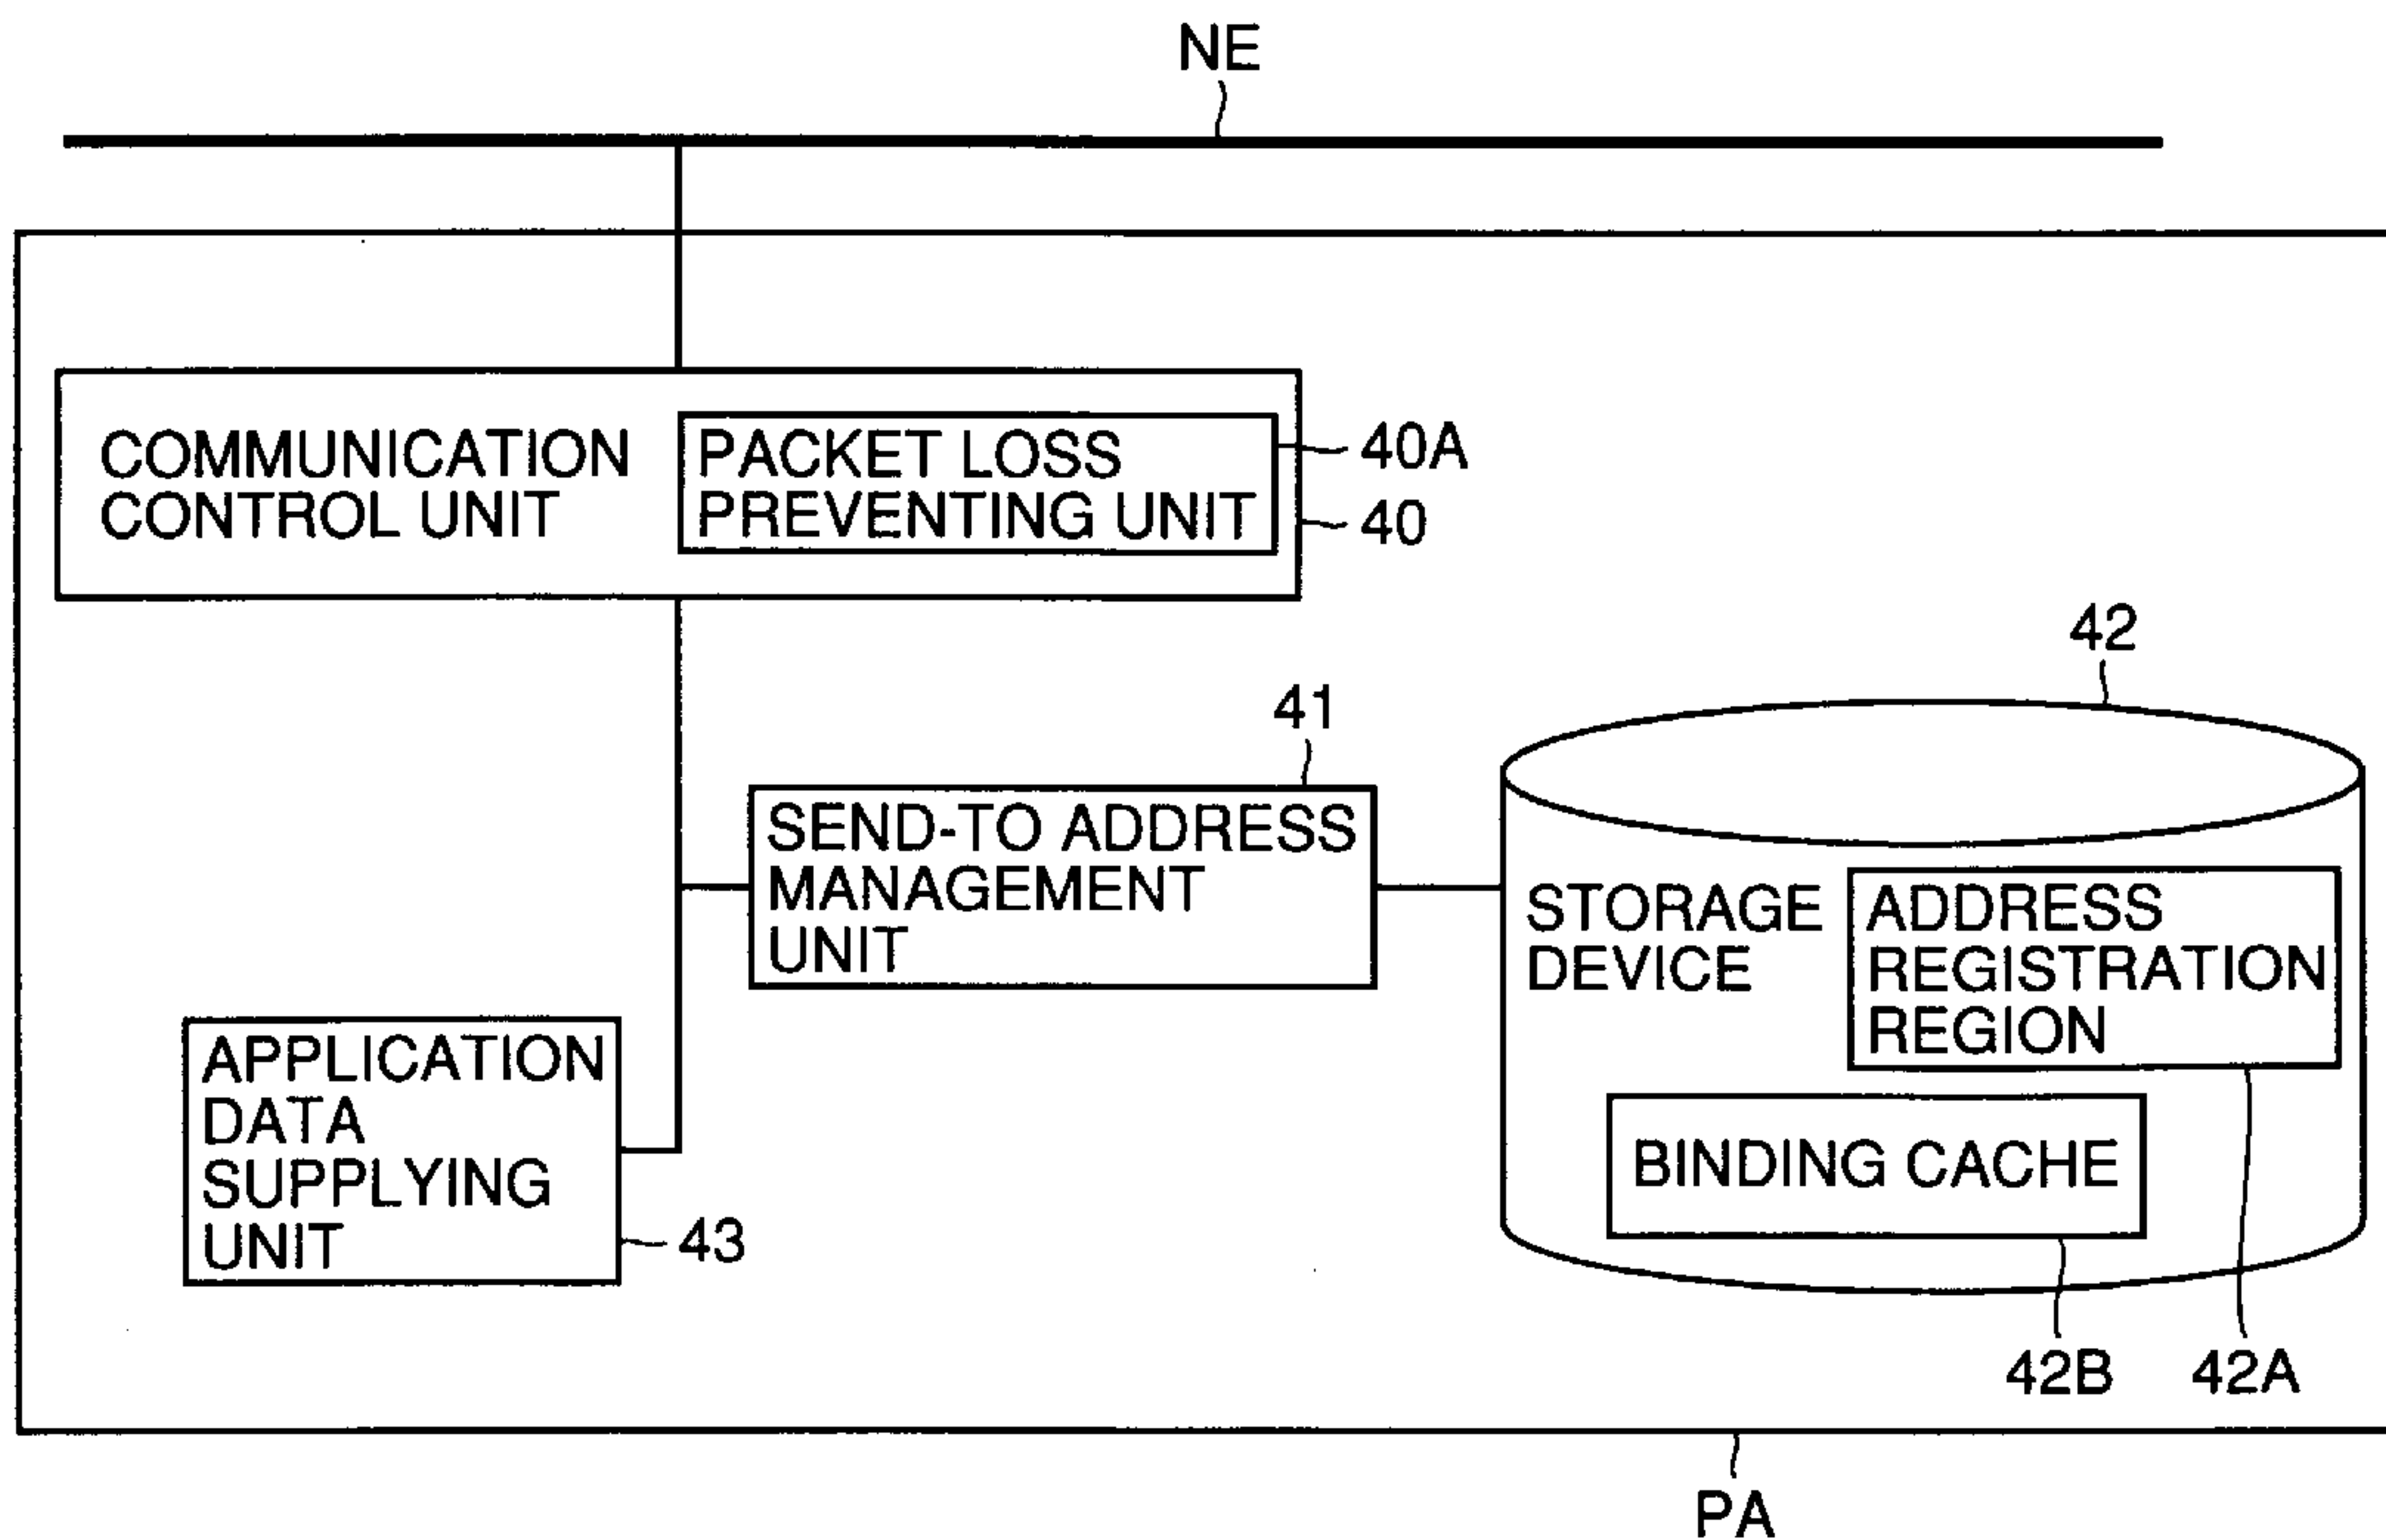 NE
COMMUNICATION
CONTROL UNIT
PACKET LOSS
PREVENTING UNIT
40A
40
42
41
SEND-TO ADDRESS
MANAGEMENT
UNIT
STORAGE
DEVICE
ADDRESS
REGISTRATION
REGION
BINDING CACHE
APPLICATION
DATA
SUPPLYING
UNIT
43
42B
42A
PA